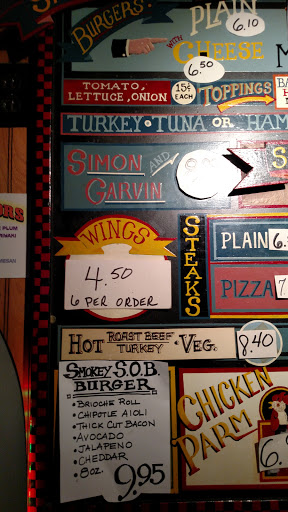 BURGERS!
PLAIN
6.10
WITH
CHEESE
6.50
TOMATO,
LETTUCE, ONION
15¢
EACH
TOPPINGS
TURKEY • TUNA OR HAM
SIMON AND
GARVIN
WINGS
4.50
6 PER ORDER
STEAKS
PLAIN
PIZZA
HOT ROAST BEEF
TURKEY • VEG.
8.40
SMOKEY S.O.B.
BURGER
• BRIOCHE ROLL
• CHIPOTLE AIOLI
• THICK CUT BACON
• AVOCADO
• JALAPENO
• CHEDDAR
• 8OZ.
9.95
CHICKEN
PARM